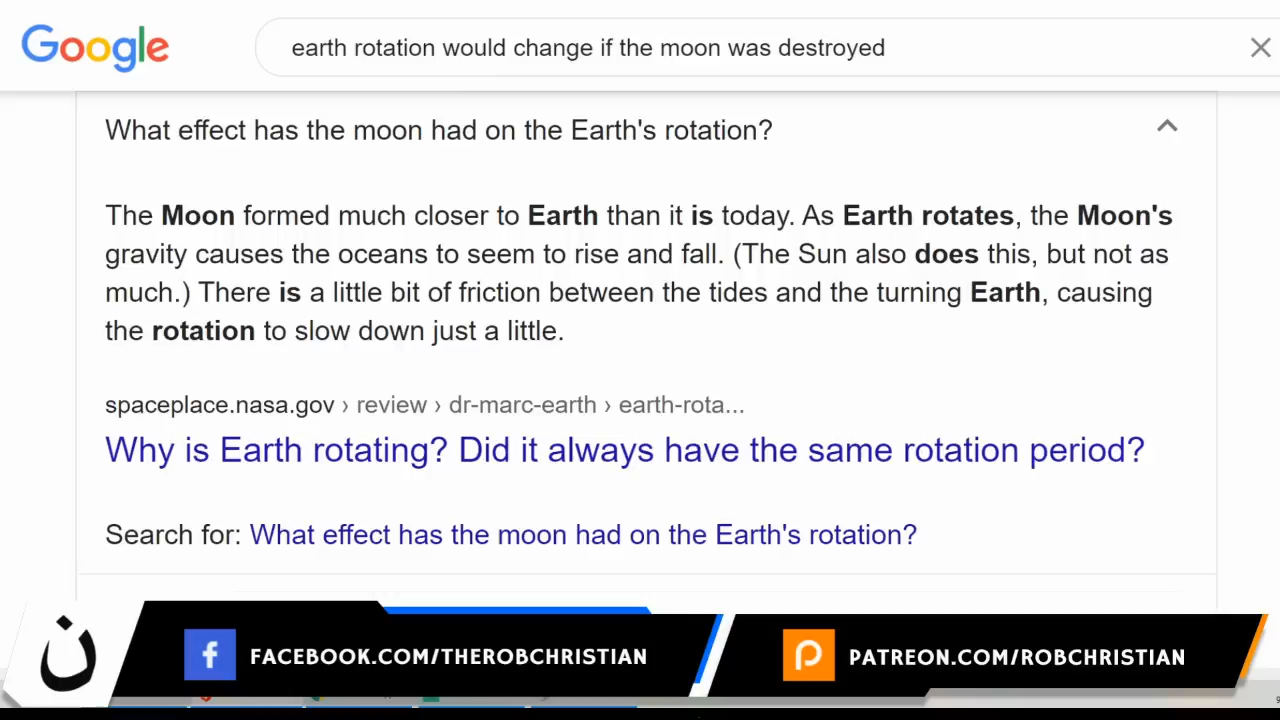 Google
earth rotation would change if the moon was destroyed
What effect has the moon had on the Earth's rotation?
The Moon formed much closer to Earth than it is today. As Earth rotates, the Moon's
gravity causes the oceans to seem to rise and fall. (The Sun also does this, but not as
much.) There is a little bit of friction between the tides and the turning Earth, causing
the rotation to slow down just a little.
spaceplace.nasa.gov › review › dr-marc-earth › earth-rota...
Why is Earth rotating? Did it always have the same rotation period?
Search for: What effect has the moon had on the Earth's rotation?
ن
FACEBOOK.COM/THEROBCHRISTIAN
PATREON.COM/ROBCHRISTIAN